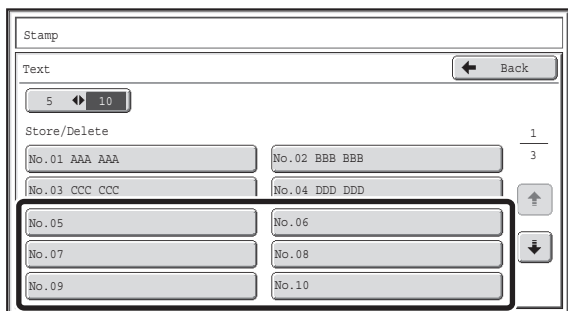 Stamp
Text
Back
5 10
Store/Delete
1
3
No.01 AAA AAA
No.02 BBB BBB
No.03 CCC CCC
No.04 DDD DDD
No.05
No.06
No.07
No.08
No.09
No.10